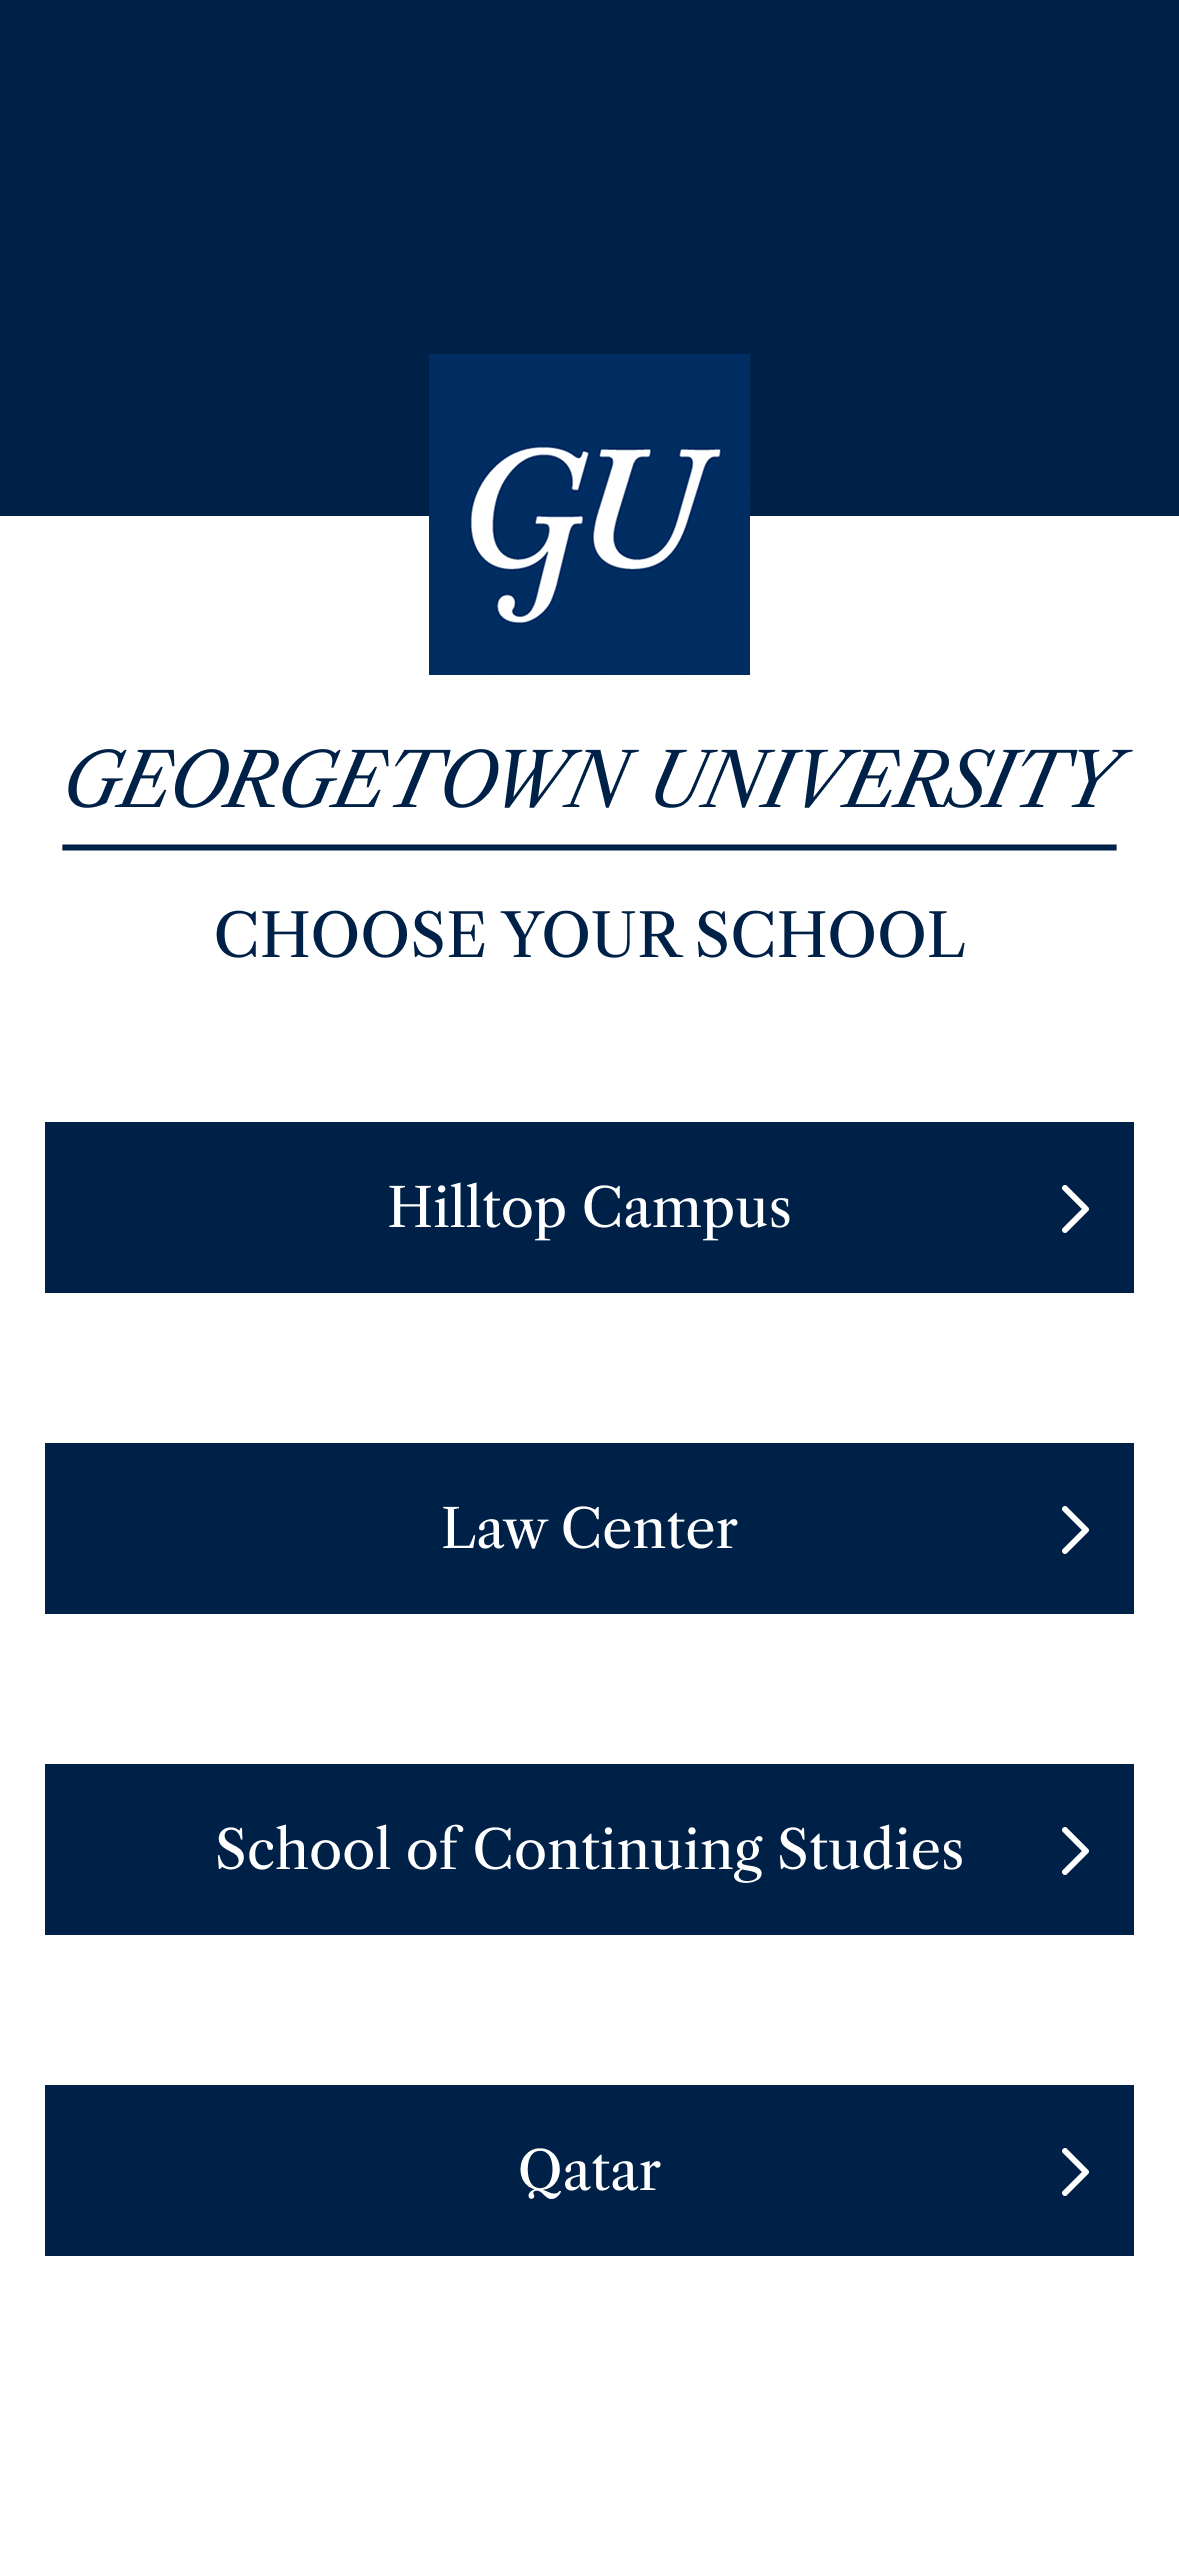 GU
GEORGETOWN UNIVERSITY
CHOOSE YOUR SCHOOL
Hilltop Campus
Law Center
School of Continuing Studies
Qatar